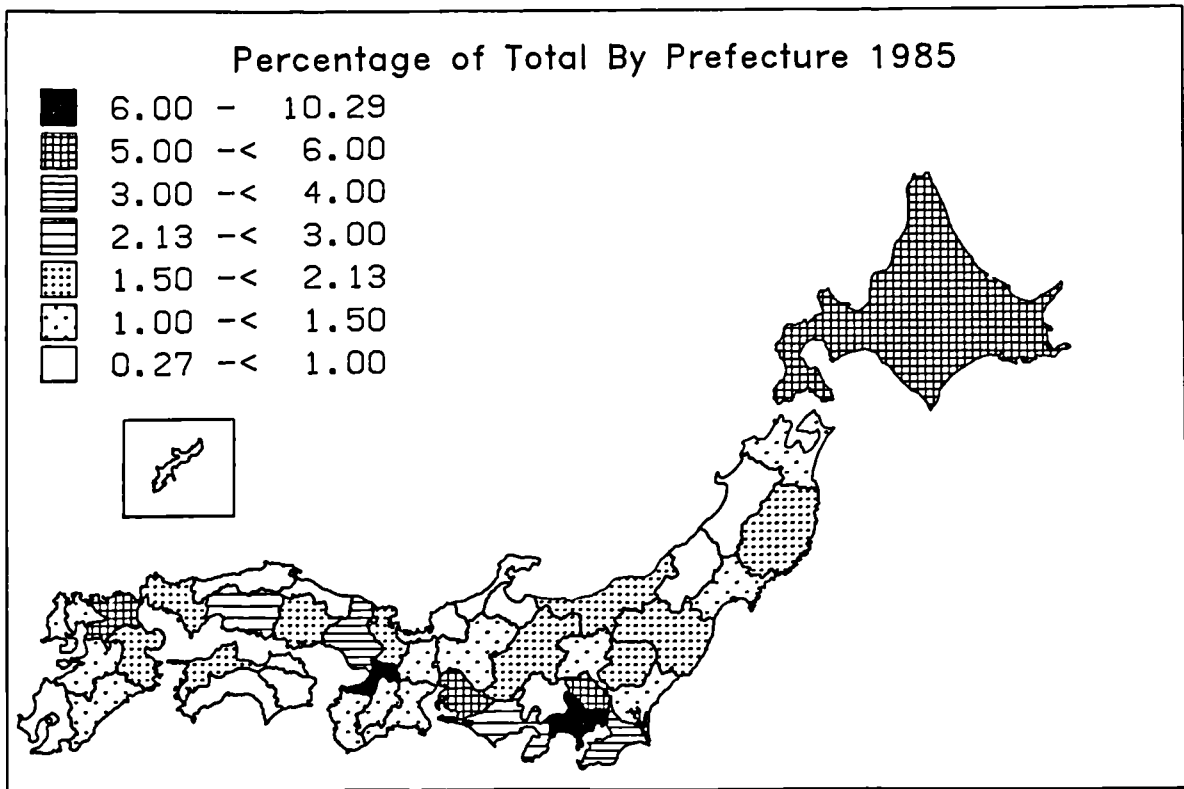 Percentage of Total By Prefecture 1985
6.00 - 10.29
5.00 -< 6.00
3.00 -< 4.00
2.13 -< 3.00
1.50 -< 2.13
1.00 -< 1.50
0.27 -< 1.00